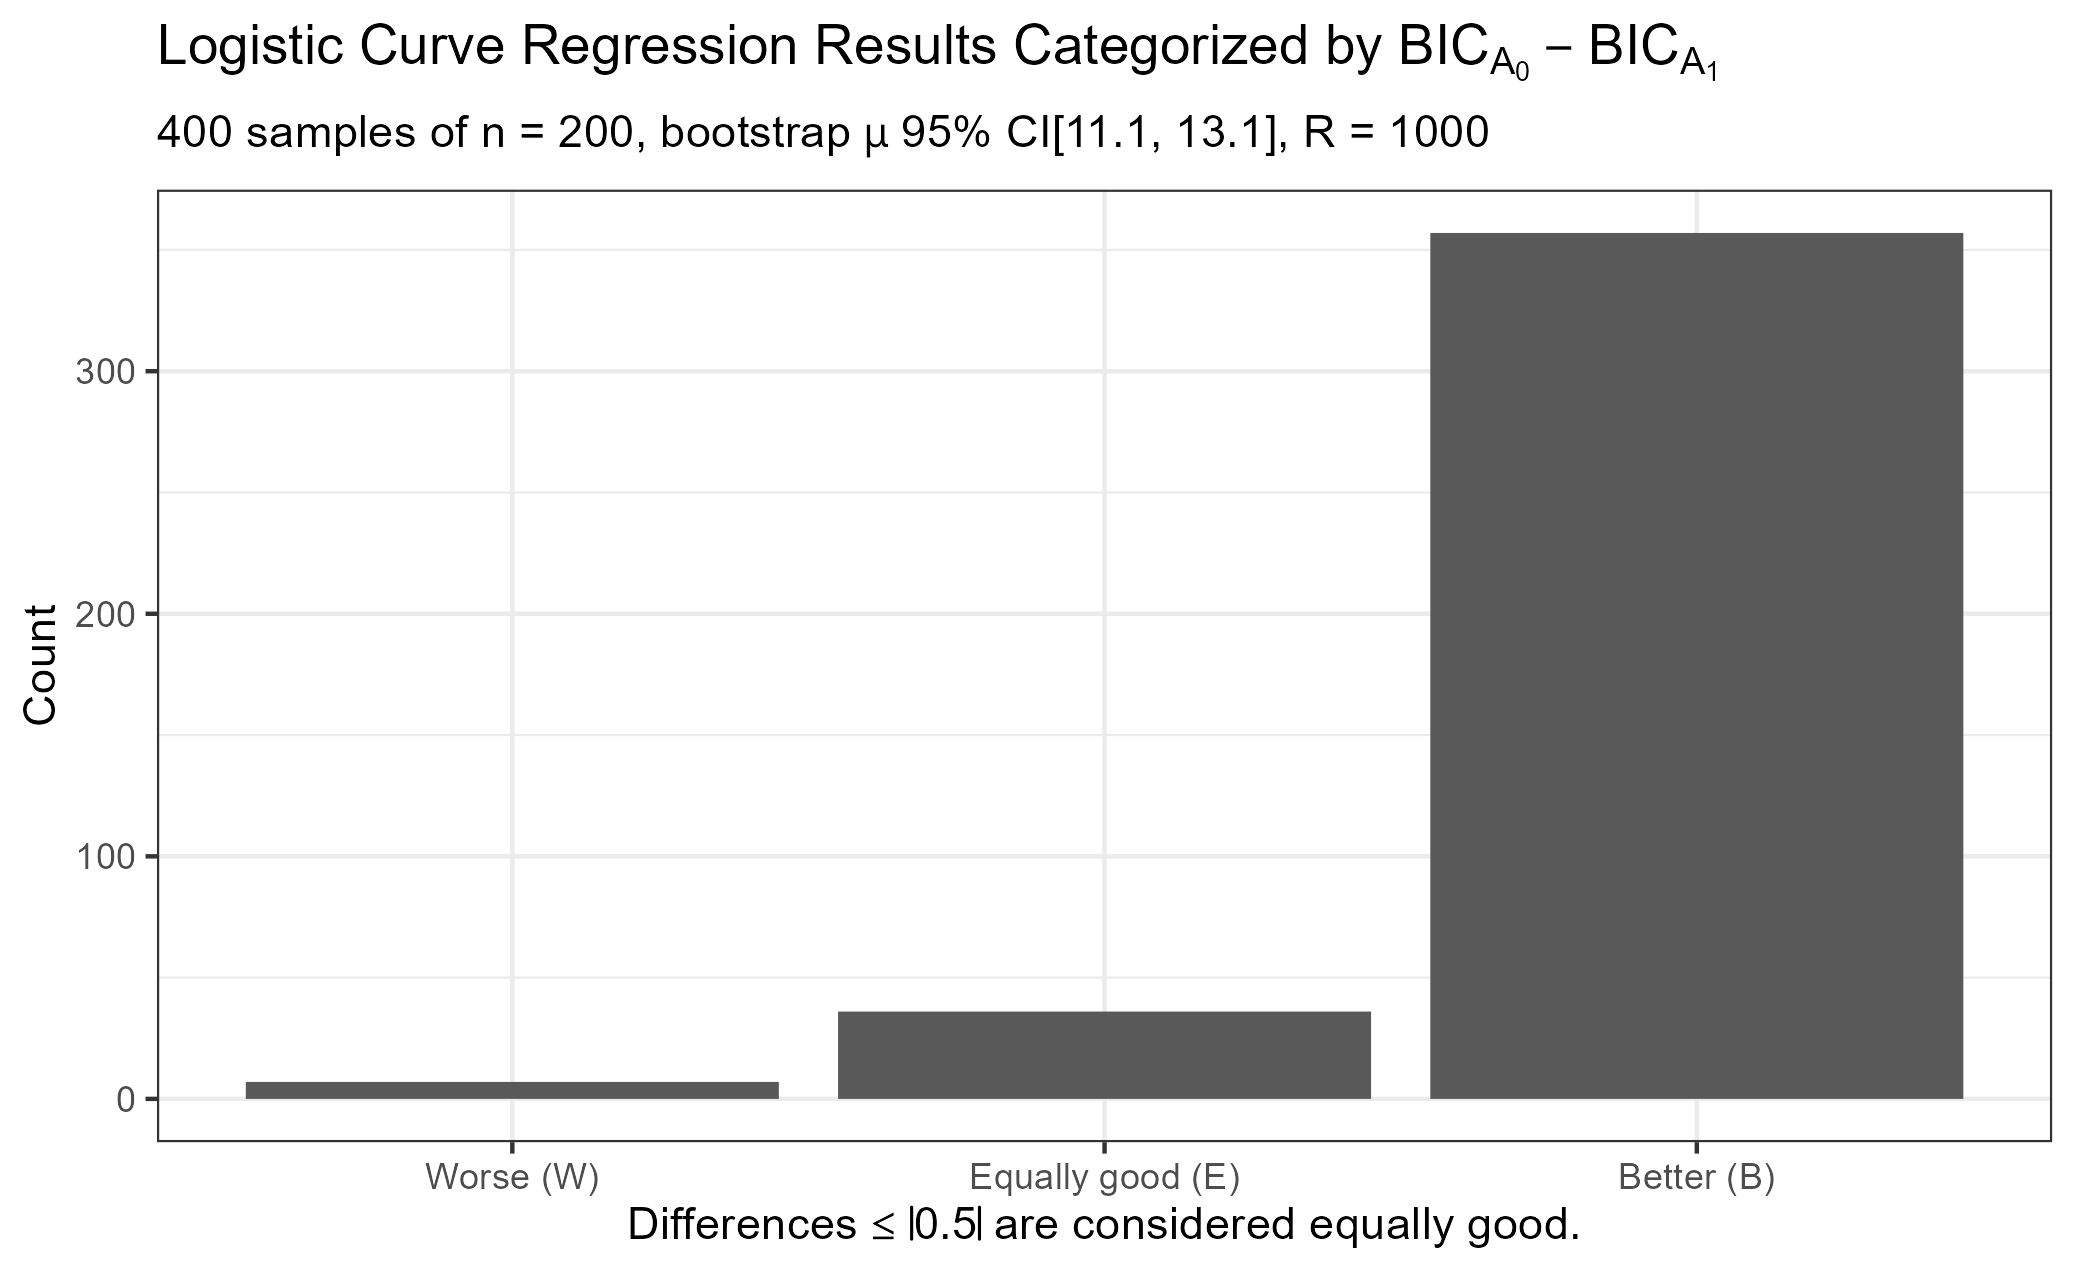 Logistic Curve Regression Results Categorized by BIC_A₀ − BIC_A₁
400 samples of n = 200, bootstrap μ 95% CI[11.1, 13.1], R = 1000
Count
300
200
100
0
Worse (W)
Equally good (E)
Better (B)
Differences ≤ |0.5| are considered equally good.